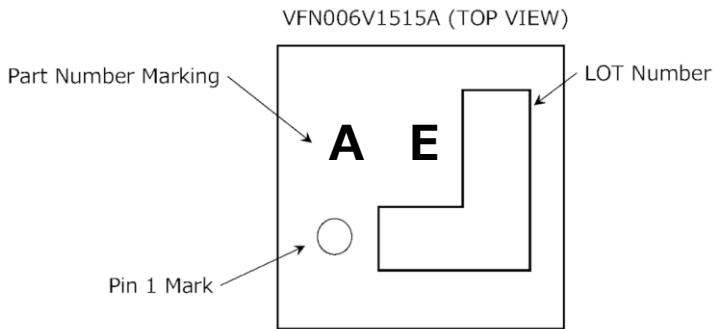 VFN006V1515A (TOP VIEW)
Part Number Marking
LOT Number
A E
Pin 1 Mark